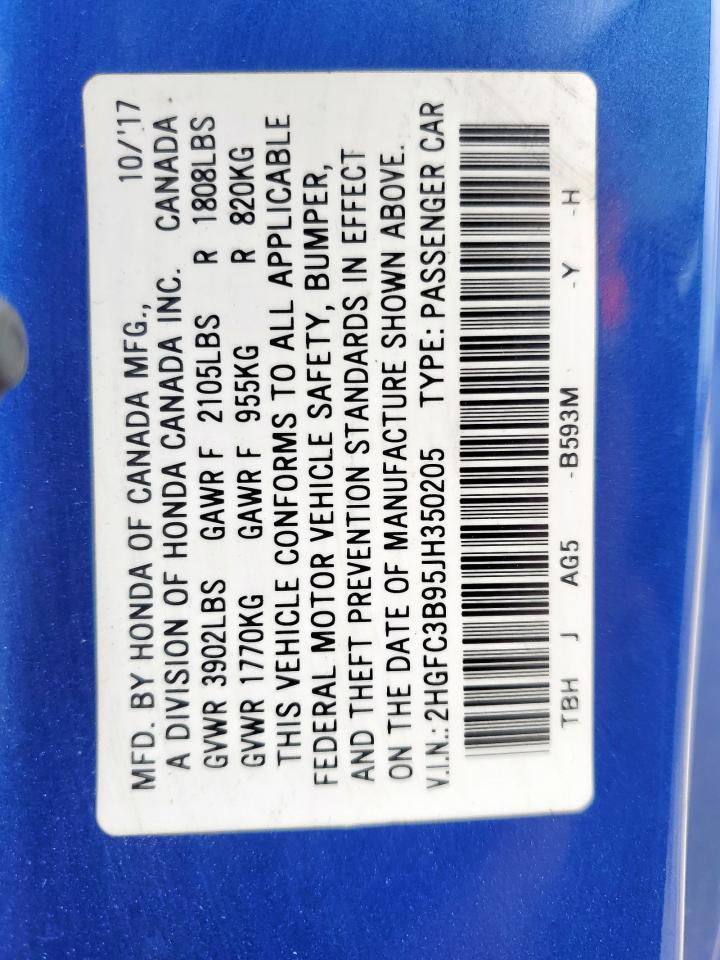 MFD. BY HONDA OF CANADA MFG., 10/'17
A DIVISION OF HONDA CANADA INC. CANADA
GVWR 3902LBS GAWR F 2105LBS R 1808LBS
GVWR 1770KG GAWR F 955KG R 820KG
THIS VEHICLE CONFORMS TO ALL APPLICABLE
FEDERAL MOTOR VEHICLE SAFETY, BUMPER,
AND THEFT PREVENTION STANDARDS IN EFFECT
ON THE DATE OF MANUFACTURE SHOWN ABOVE.
V.I.N.: 2HGFC3B95JH350205 TYPE: PASSENGER CAR
TBH J AG5 -B593M -Y -H